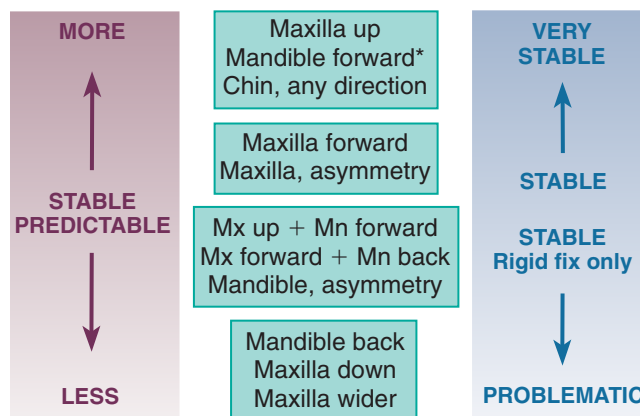 MORE
STABLE
PREDICTABLE
LESS
Maxilla up
Mandible forward*
Chin, any direction
Maxilla forward
Maxilla, asymmetry
Mx up + Mn forward
Mx forward + Mn back
Mandible, asymmetry
Mandible back
Maxilla down
Maxilla wider
VERY
STABLE
STABLE
STABLE
Rigid fix only
PROBLEMATIC